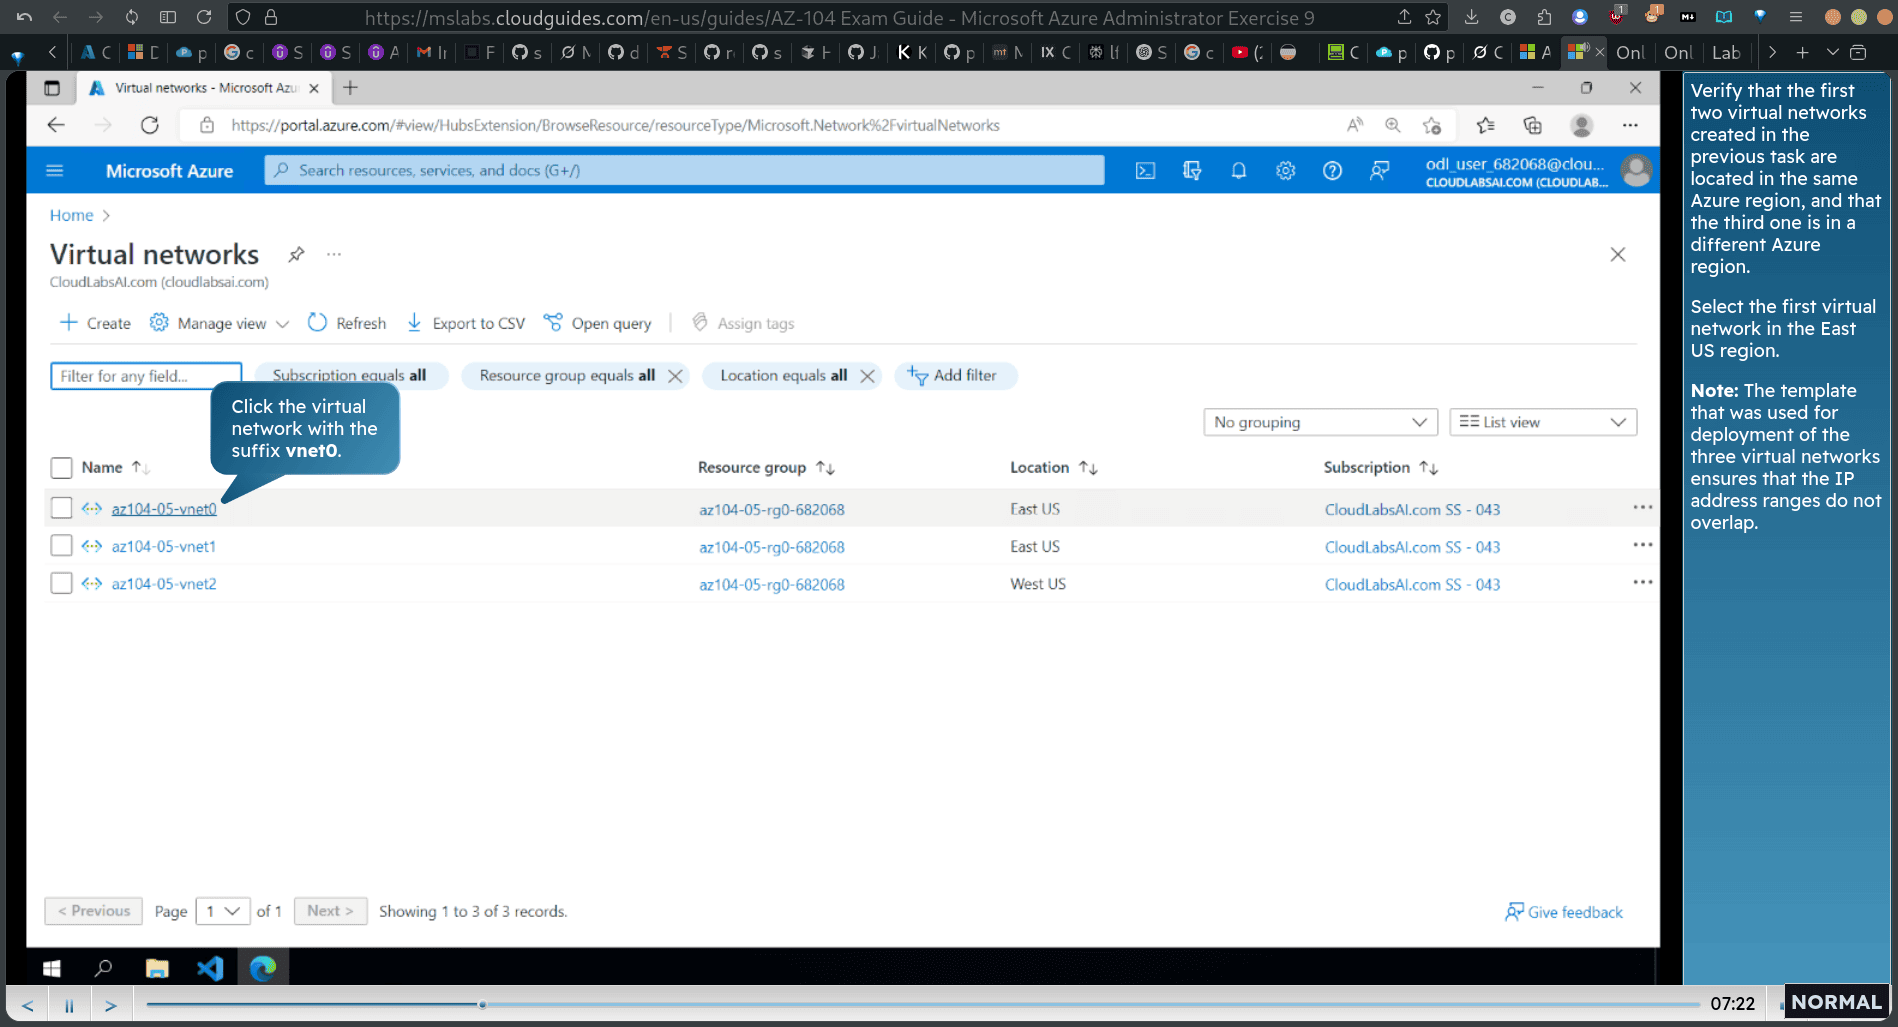 https://mslabs.cloudguides.com/en-us/guides/AZ-104 Exam Guide - Microsoft Azure Administrator Exercise 9
Onl
Onl
Lab
Virtual networks - Microsoft Azu
https://portal.azure.com/#view/HubsExtension/BrowseResource/resourceType/Microsoft.Network%2FvirtualNetworks
Microsoft Azure
Search resources, services, and docs (G+/)
odl_user_682068@clou...
CLOUDLABSAI.COM (CLOUDLAB...
Home >
Virtual networks
CloudLabsAI.com (cloudlabsai.com)
Create
Manage view
Refresh
Export to CSV
Open query
Assign tags
Filter for any field...
Subscription equals all
Resource group equals all
Location equals all
Add filter
Click the virtual
network with the
suffix vnet0.
No grouping
List view
Name
Resource group
Location
Subscription
az104-05-vnet0 az104-05-rg0-682068 East US CloudLabsAI.com SS - 043
az104-05-vnet1 az104-05-rg0-682068 East US CloudLabsAI.com SS - 043
az104-05-vnet2 az104-05-rg0-682068 West US CloudLabsAI.com SS - 043
< Previous Page 1 of 1 Next > Showing 1 to 3 of 3 records.
Give feedback
Verify that the first
two virtual networks
created in the
previous task are
located in the same
Azure region, and that
the third one is in a
different Azure
region.
Select the first virtual
network in the East
US region.
Note: The template
that was used for
deployment of the
three virtual networks
ensures that the IP
address ranges do not
overlap.
07:22
NORMAL